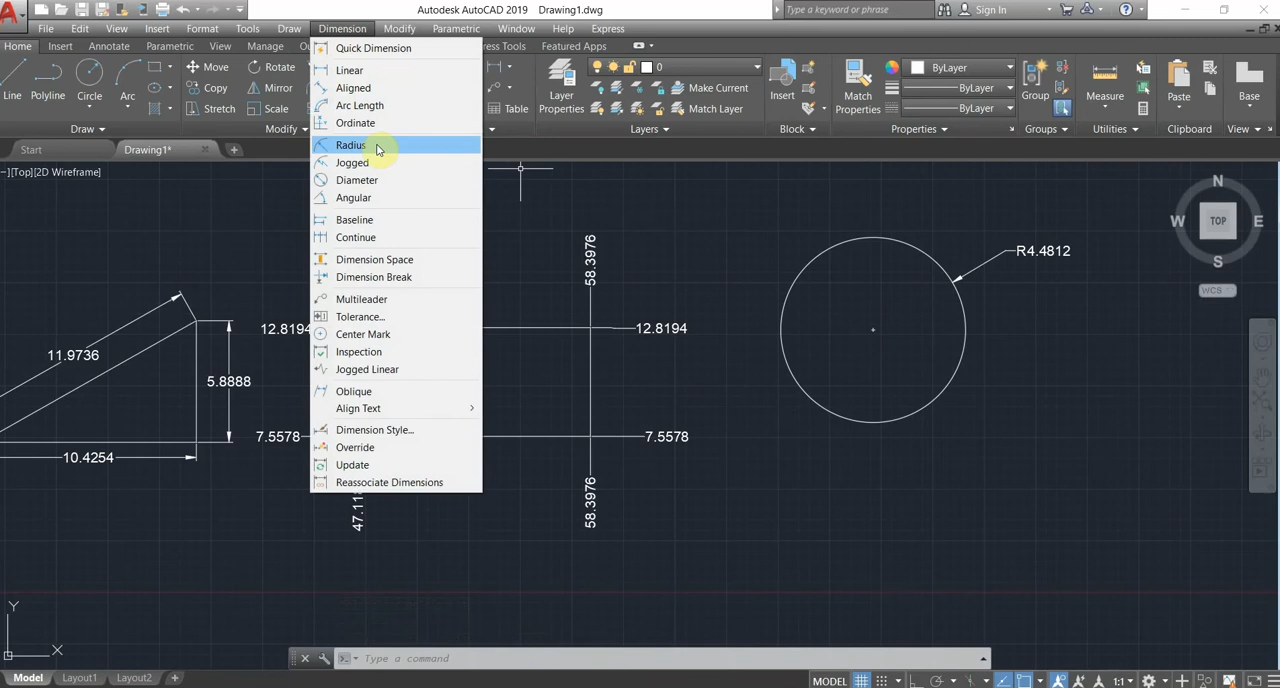 Autodesk AutoCAD 2019 Drawing1.dwg
Type a keyword or phrase
Sign In
File Edit View Insert Format Tools Draw Dimension Modify Parametric Window Help Express
Home Insert Annotate Parametric View Manage
ess Tools Featured Apps
Line
Polyline
Circle
Arc
Move
Rotate
Copy
Mirror
Stretch
Scale
Table
Layer
Properties
0
Make Current
Match Layer
Insert
Match
Properties
ByLayer
ByLayer
ByLayer
Group
Measure
Paste
Base
Draw
Modify
Layers
Block
Properties
Groups
Utilities
Clipboard
View
Start
Drawing1*
-][Top][2D Wireframe]
Quick Dimension
Linear
Aligned
Arc Length
Ordinate
Radius
Jogged
Diameter
Angular
Baseline
Continue
Dimension Space
Dimension Break
Multileader
Tolerance...
Center Mark
Inspection
Jogged Linear
Oblique
Align Text
Dimension Style...
Override
Update
Reassociate Dimensions
11.9736
5.8888
10.4254
12.8194
7.5578
58.3976
12.8194
7.5578
58.3976
R4.4812
N
W
TOP
E
S
WCS
Y
X
Type a command
Model Layout1 Layout2
MODEL
1:1